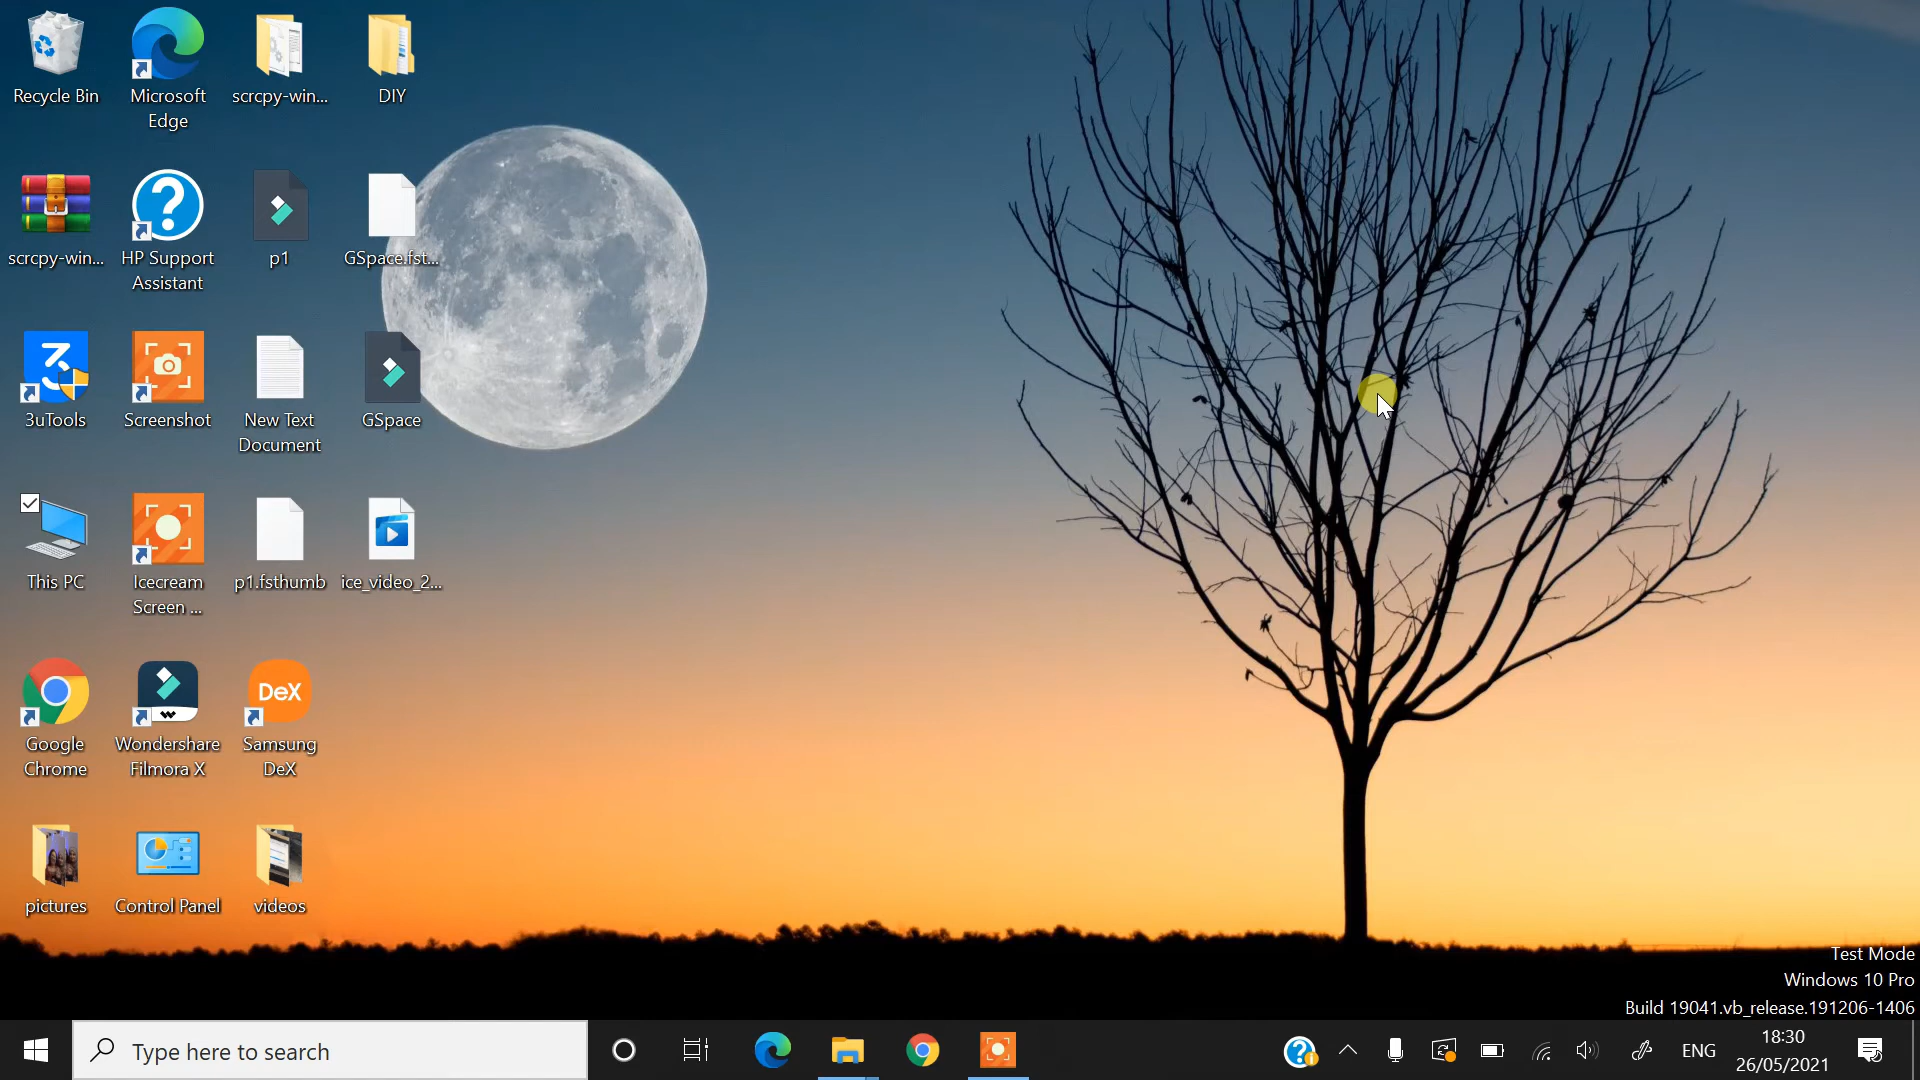 Recycle Bin
Microsoft
Edge
scrcpy-win...
DIY
scrcpy-win...
HP Support
Assistant
p1
GSpace.fst...
3uTools
Screenshot
New Text
Document
GSpace
This PC
Icecream
Screen ...
p1.fsthumb
ice_video_2...
Google
Chrome
Wondershare
Filmora X
DeX
Samsung
DeX
pictures
Control Panel
videos
Test Mode
Windows 10 Pro
Build 19041.vb_release.191206-1406
Type here to search
ENG
18:30
26/05/2021